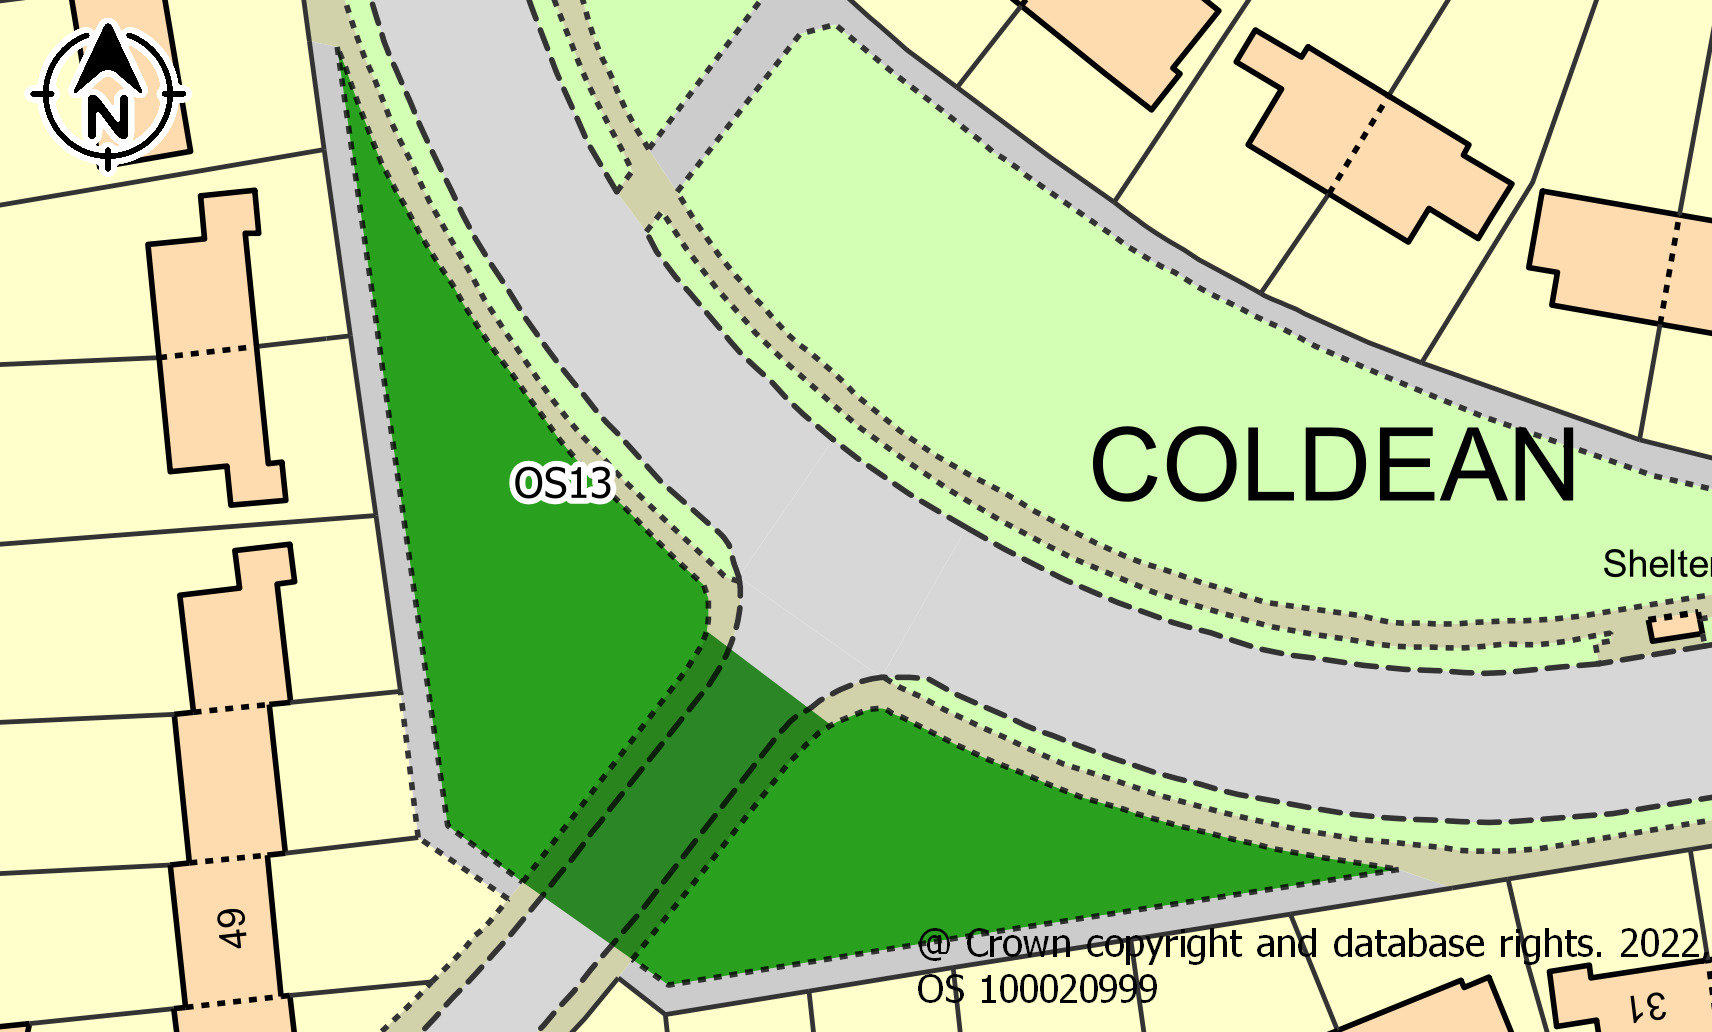 N
COLDEAN
OS13
Shelter
49
@ Crown copyright and database rights. 2022,
OS 100020999
31